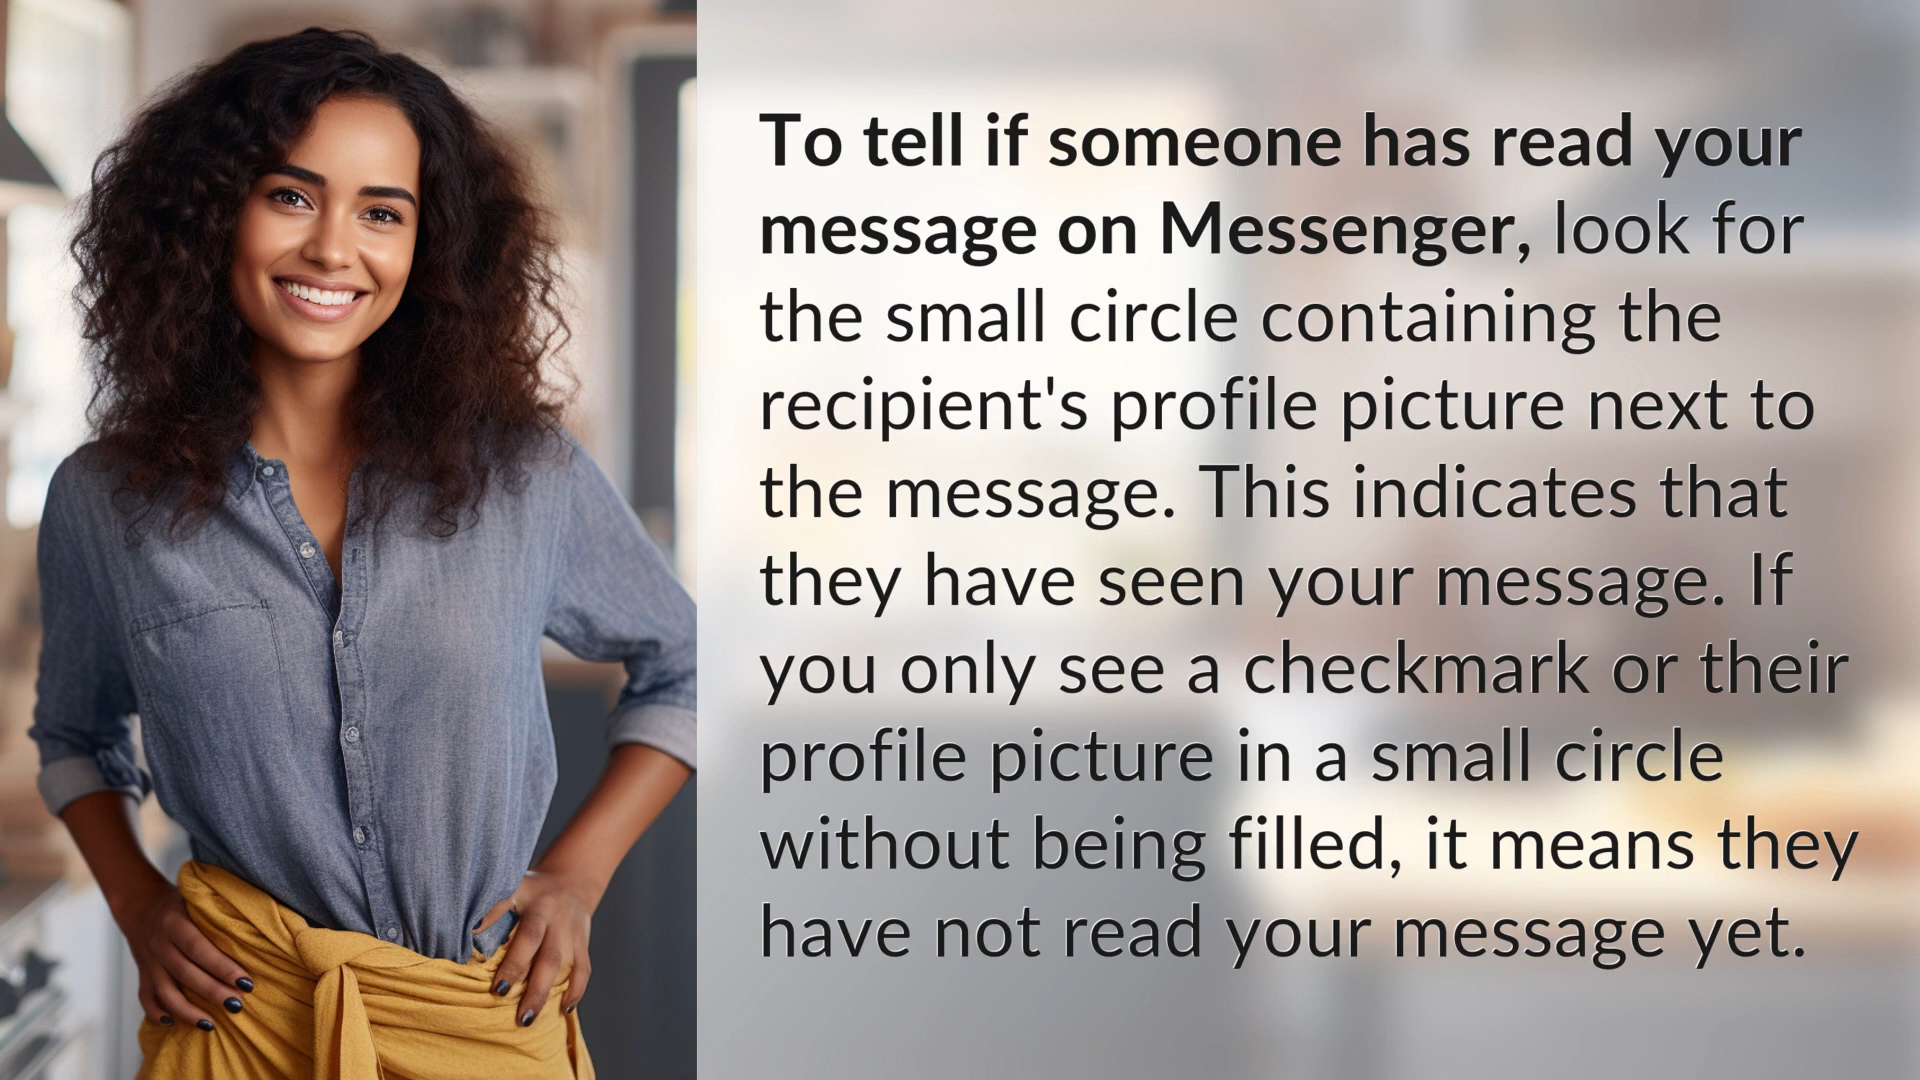 To tell if someone has read your
message on Messenger, look for
the small circle containing the
recipient's profile picture next to
the message. This indicates that
they have seen your message. If
you only see a checkmark or their
profile picture in a small circle
without being filled, it means they
have not read your message yet.